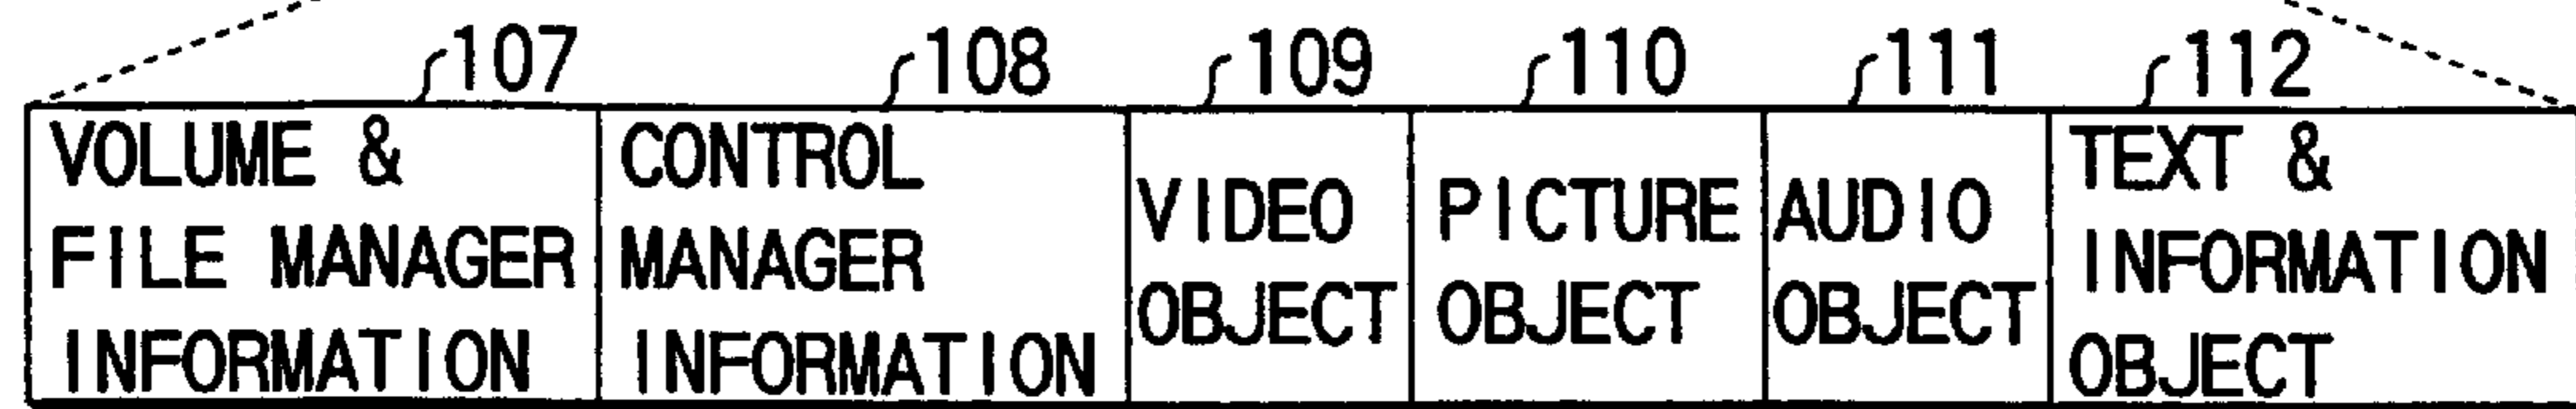 107 108 109 110 111 112
VOLUME &
FILE MANAGER
INFORMATION
CONTROL
MANAGER
INFORMATION
VIDEO
OBJECT
PICTURE
OBJECT
AUDIO
OBJECT
TEXT &
INFORMATION
OBJECT